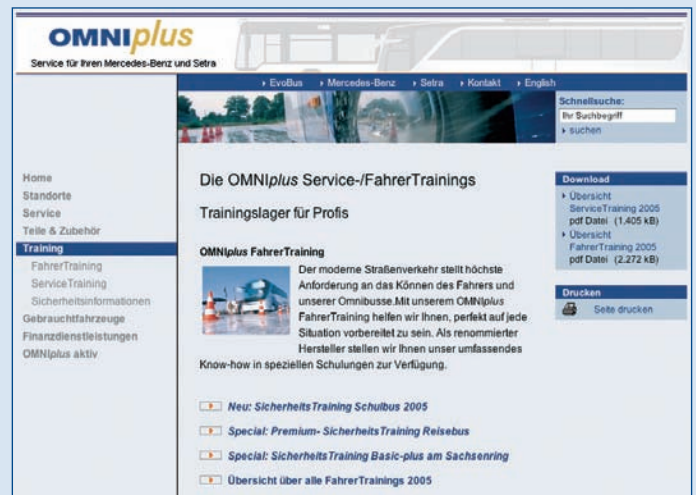 OMNIplus
Service für Ihren Mercedes-Benz und Setra
EvoBus Mercedes-Benz Setra Kontakt English
Schnellsuche:
Ihr Suchbegriff
suchen
Home
Standorte
Service
Teile & Zubehör
Training
FahrerTraining
ServiceTraining
Sicherheitsinformationen
Gebrauchtfahrzeuge
Finanzdienstleistungen
OMNIplus aktiv
Die OMNIplus Service-/FahrerTrainings
Trainingslager für Profis
OMNIplus FahrerTraining
Der moderne Straßenverkehr stellt höchste
Anforderung an das Können des Fahrers und
unserer Omnibusse.Mit unserem OMNIplus
FahrerTraining helfen wir Ihnen, perfekt auf jede
Situation vorbereitet zu sein. Als renommierter
Hersteller stellen wir Ihnen unser umfassendes
Know-how in speziellen Schulungen zur Verfügung.
Neu: SicherheitsTraining Schulbus 2005
Special: Premium- SicherheitsTraining Reisebus
Special: SicherheitsTraining Basic-plus am Sachsenring
Übersicht über alle FahrerTrainings 2005
Download
Übersicht
ServiceTraining 2005
pdf Datei (1.405 kB)
Übersicht
FahrerTraining 2005
pdf Datei (2.272 kB)
Drucken
Seite drucken